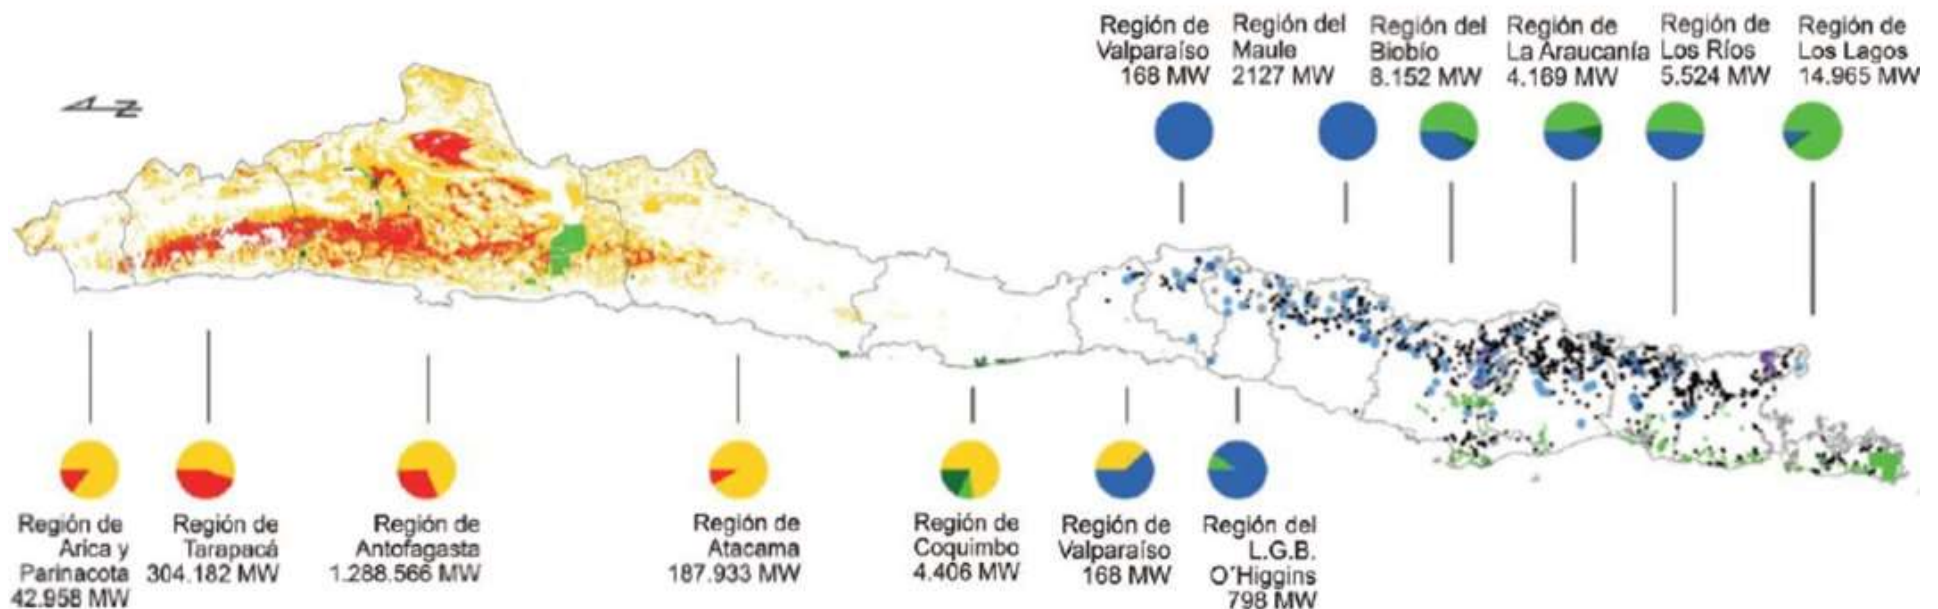 Región de
Valparaíso
168 MW
Región del
Maule
2127 MW
Región del
Biobío
8.152 MW
Región de
La Araucanía
4.169 MW
Región de
Los Ríos
5.524 MW
Región de
Los Lagos
14.965 MW
Z
Región de
Arica y
Parinacota
42.958 MW
Región de
Tarapacá
304.182 MW
Región de
Antofagasta
1.288.566 MW
Región de
Atacama
187.933 MW
Región de
Coquimbo
4.406 MW
Región de
Valparaíso
168 MW
Región del
L.G.B.
O´Higgins
798 MW